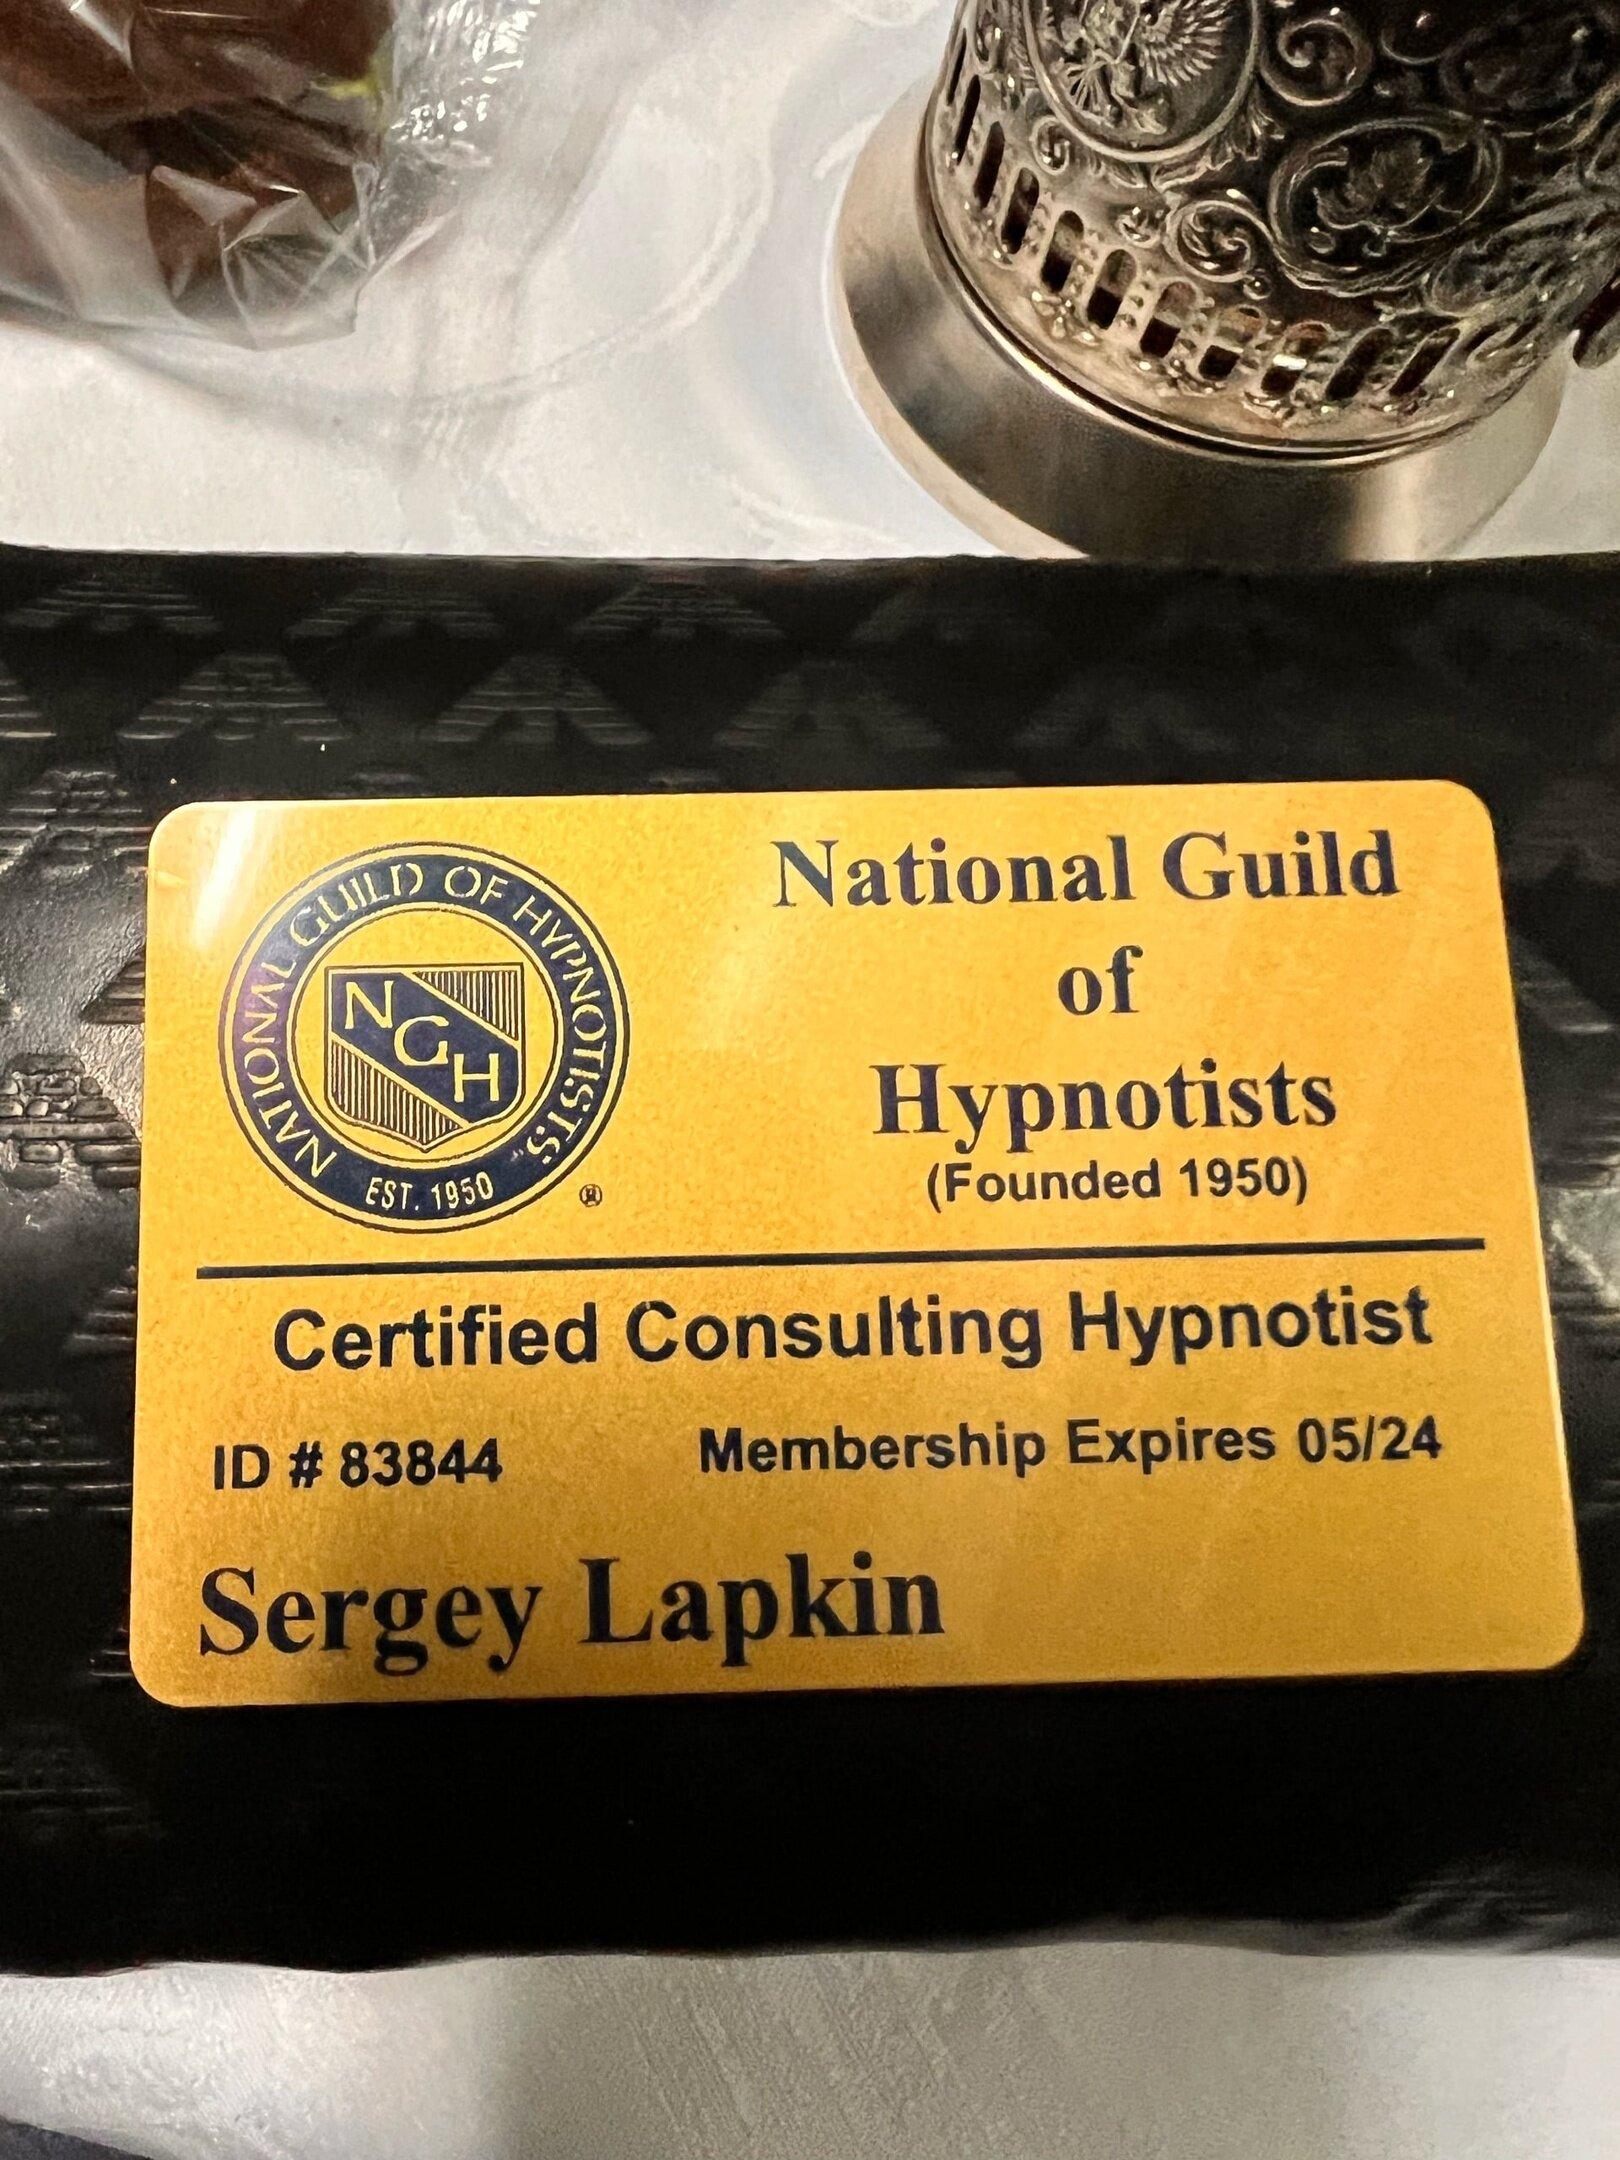 NATIONAL GUILD OF HYPNOTISTS
NGH
EST. 1950
®
National Guild
of
Hypnotists
(Founded 1950)
Certified Consulting Hypnotist
ID # 83844 Membership Expires 05/24
Sergey Lapkin